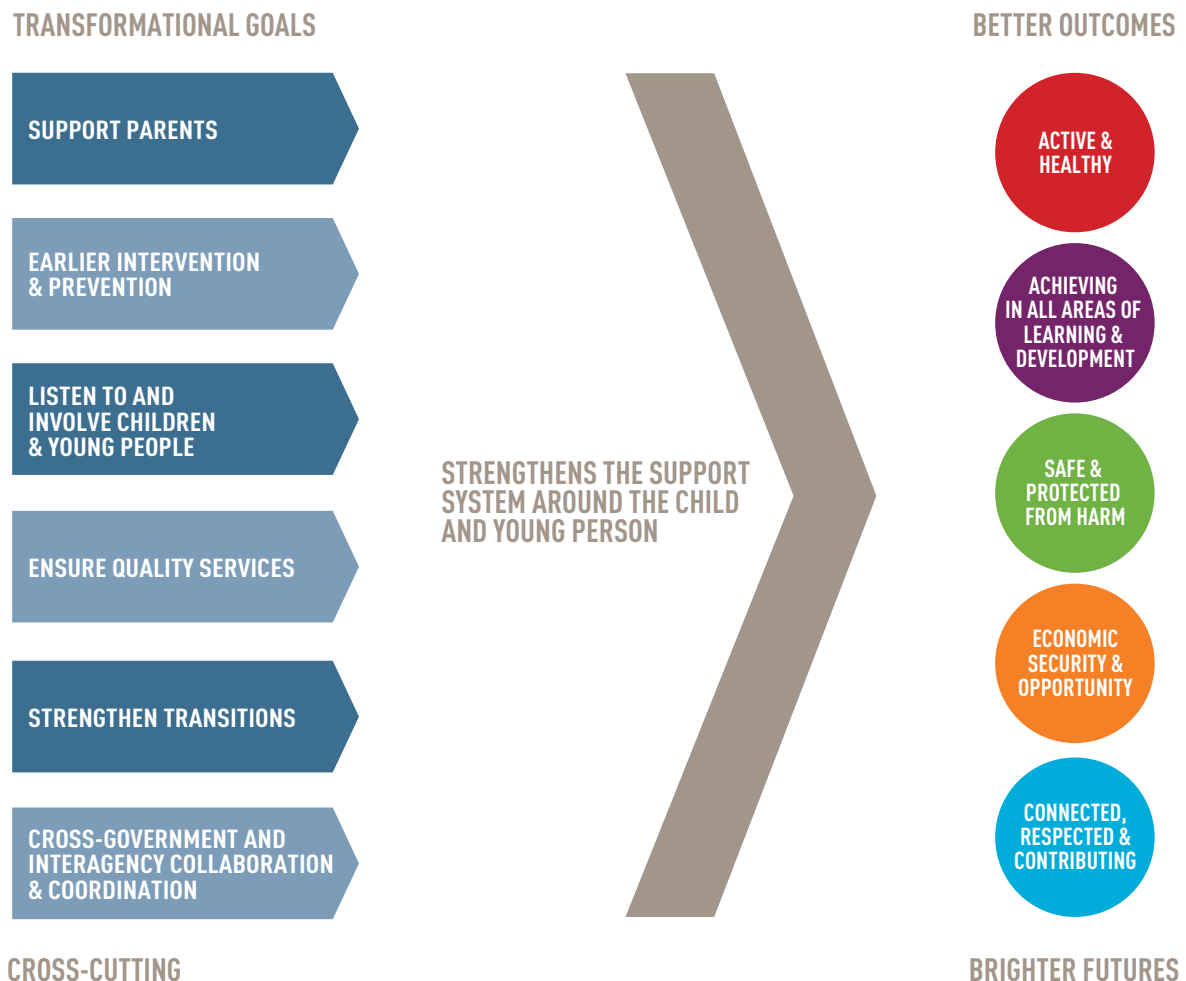 TRANSFORMATIONAL GOALS
SUPPORT PARENTS
EARLIER INTERVENTION
& PREVENTION
LISTEN TO AND
INVOLVE CHILDREN
& YOUNG PEOPLE
ENSURE QUALITY SERVICES
STRENGTHEN TRANSITIONS
CROSS-GOVERNMENT AND
INTERAGENCY COLLABORATION
& COORDINATION
CROSS-CUTTING
STRENGTHENS THE SUPPORT
SYSTEM AROUND THE CHILD
AND YOUNG PERSON
BETTER OUTCOMES
ACTIVE &
HEALTHY
ACHIEVING
IN ALL AREAS OF
LEARNING &
DEVELOPMENT
SAFE &
PROTECTED
FROM HARM
ECONOMIC
SECURITY &
OPPORTUNITY
CONNECTED,
RESPECTED &
CONTRIBUTING
BRIGHTER FUTURES